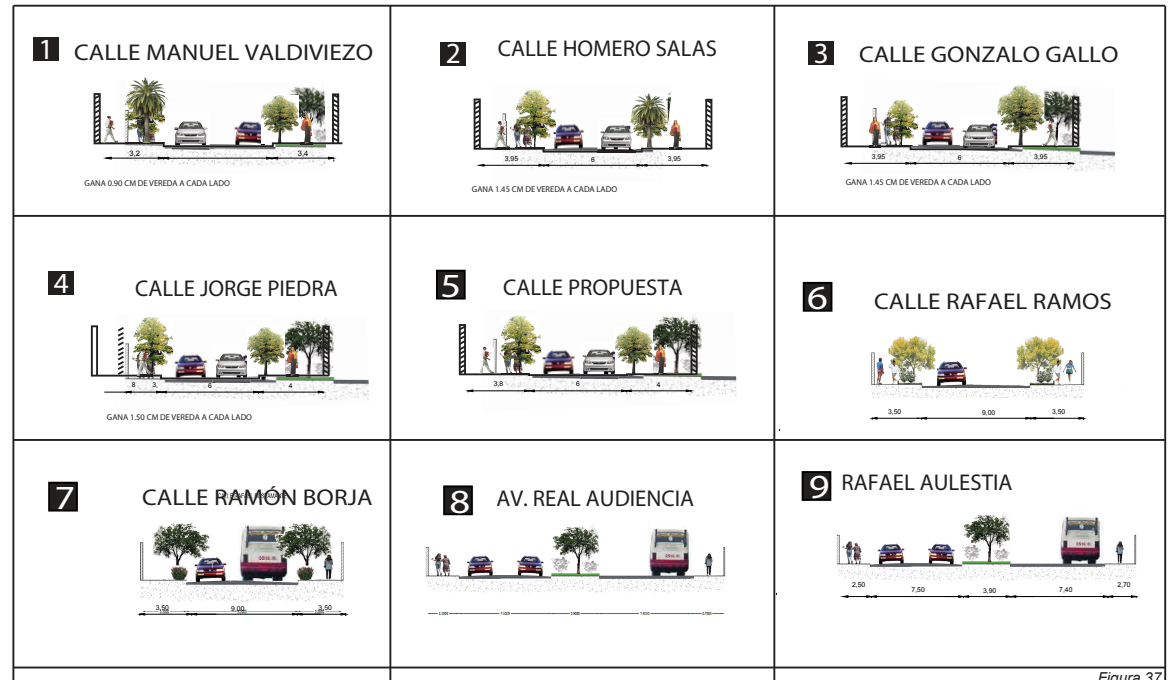 1 CALLE MANUEL VALDIVIEZO
3,2 3,4
GANA 0.90 CM DE VEREDA A CADA LADO
2 CALLE HOMERO SALAS
3,95 6 3,95
GANA 1.45 CM DE VEREDA A CADA LADO
3 CALLE GONZALO GALLO
3,95 6 3,95
GANA 1.45 CM DE VEREDA A CADA LADO
4 CALLE JORGE PIEDRA
8 3, 6 4
GANA 1.50 CM DE VEREDA A CADA LADO
5 CALLE PROPUESTA
3,8 6 4
6 CALLE RAFAEL RAMOS
3,50 9,00 3,50
7 CALLE RAMÓN BORJA
3,50 9,00 3,50
8 AV. REAL AUDIENCIA
9 RAFAEL AULESTIA
2,50 7,50 3,90 7,40 2,70
Figura 37